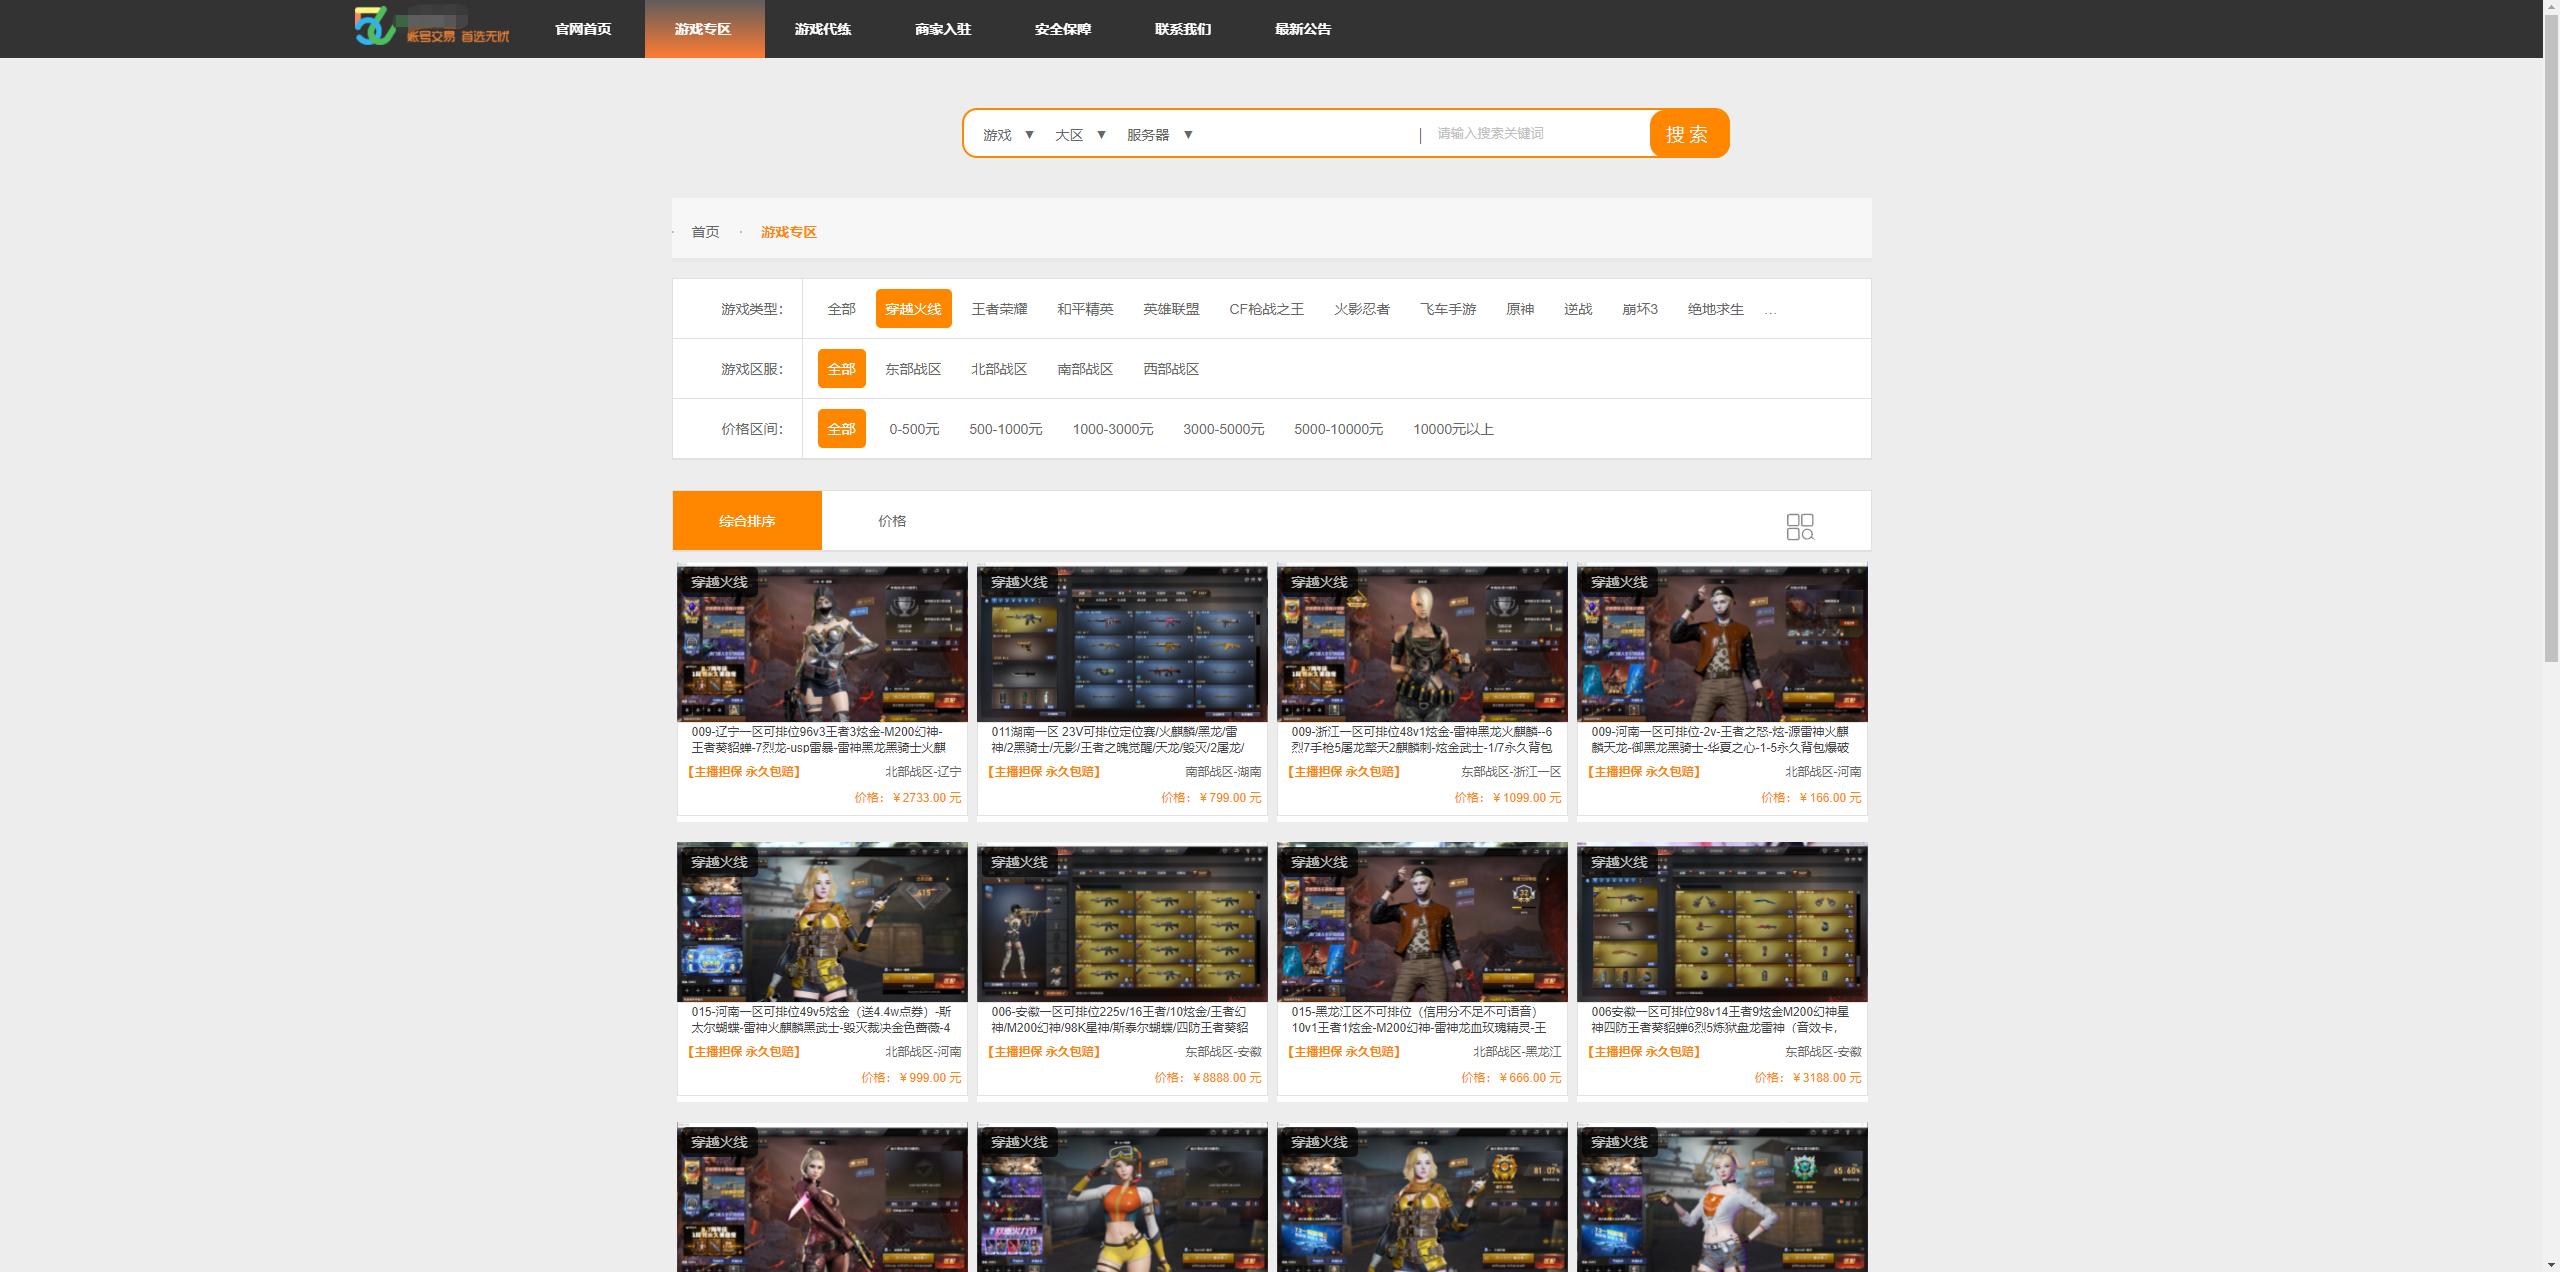 账号交易 首选无忧
官网首页 游戏专区 游戏代练 商家入驻 安全保障 联系我们 最新公告
游戏 ▼ 大区 ▼ 服务器 ▼ | 请输入搜索关键词 搜索
· 首页 · 游戏专区
游戏类型： 全部 穿越火线 王者荣耀 和平精英 英雄联盟 CF枪战之王 火影忍者 飞车手游 原神 逆战 崩坏3 绝地求生 …
游戏区服： 全部 东部战区 北部战区 南部战区 西部战区
价格区间： 全部 0-500元 500-1000元 1000-3000元 3000-5000元 5000-10000元 10000元以上
综合排序 价格
穿越火线
009-辽宁一区可排位96v3王者3炫金-M200幻神-
王者葵貂蝉-7烈龙-usp雷暴-雷神黑龙黑骑士火麒
【主播担保 永久包赔】 北部战区-辽宁
价格：￥2733.00 元
穿越火线
011湖南一区 23V可排位定位赛/火麒麟/黑龙/雷
神/2黑骑士/无影/王者之魄觉醒/天龙/毁灭/2屠龙/
【主播担保 永久包赔】 南部战区-湖南
价格：￥799.00 元
穿越火线
009-浙江一区可排位48v1炫金-雷神黑龙火麒麟--6
烈7手枪5屠龙擎天2麒麟刺-炫金武士-1/7永久背包
【主播担保 永久包赔】 东部战区-浙江一区
价格：￥1099.00 元
穿越火线
009-河南一区可排位-2v-王者之怒-炫-源雷神火麒
麟天龙-御黑龙黑骑士-华夏之心-1-5永久背包爆破
【主播担保 永久包赔】 北部战区-河南
价格：￥166.00 元
穿越火线
015-河南一区可排位49v5炫金（送4.4w点券）-斯
太尔蝴蝶-雷神火麒麟黑武士-毁灭裁决金色蔷薇-4
【主播担保 永久包赔】 北部战区-河南
价格：￥999.00 元
穿越火线
006-安徽一区可排位225v/16王者/10炫金/王者幻
神/M200幻神/98K星神/斯泰尔蝴蝶/四防王者葵貂
【主播担保 永久包赔】 东部战区-安徽
价格：￥8888.00 元
穿越火线
015-黑龙江区不可排位（信用分不足不可语音）
10v1王者1炫金-M200幻神-雷神龙血玫瑰精灵-王
【主播担保 永久包赔】 北部战区-黑龙江
价格：￥666.00 元
穿越火线
006安徽一区可排位98v14王者9炫金M200幻神星
神四防王者葵貂蝉6烈5炼狱盘龙雷神（音效卡，
【主播担保 永久包赔】 东部战区-安徽
价格：￥3188.00 元
穿越火线
穿越火线
穿越火线
穿越火线